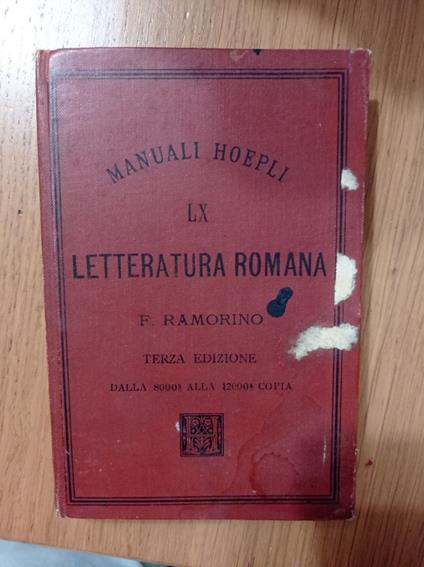 MANUALI HOEPLI
LX
LETTERATURA ROMANA
F. RAMORINO
TERZA EDIZIONE
DALLA 8000ª ALLA 12000ª COPIA